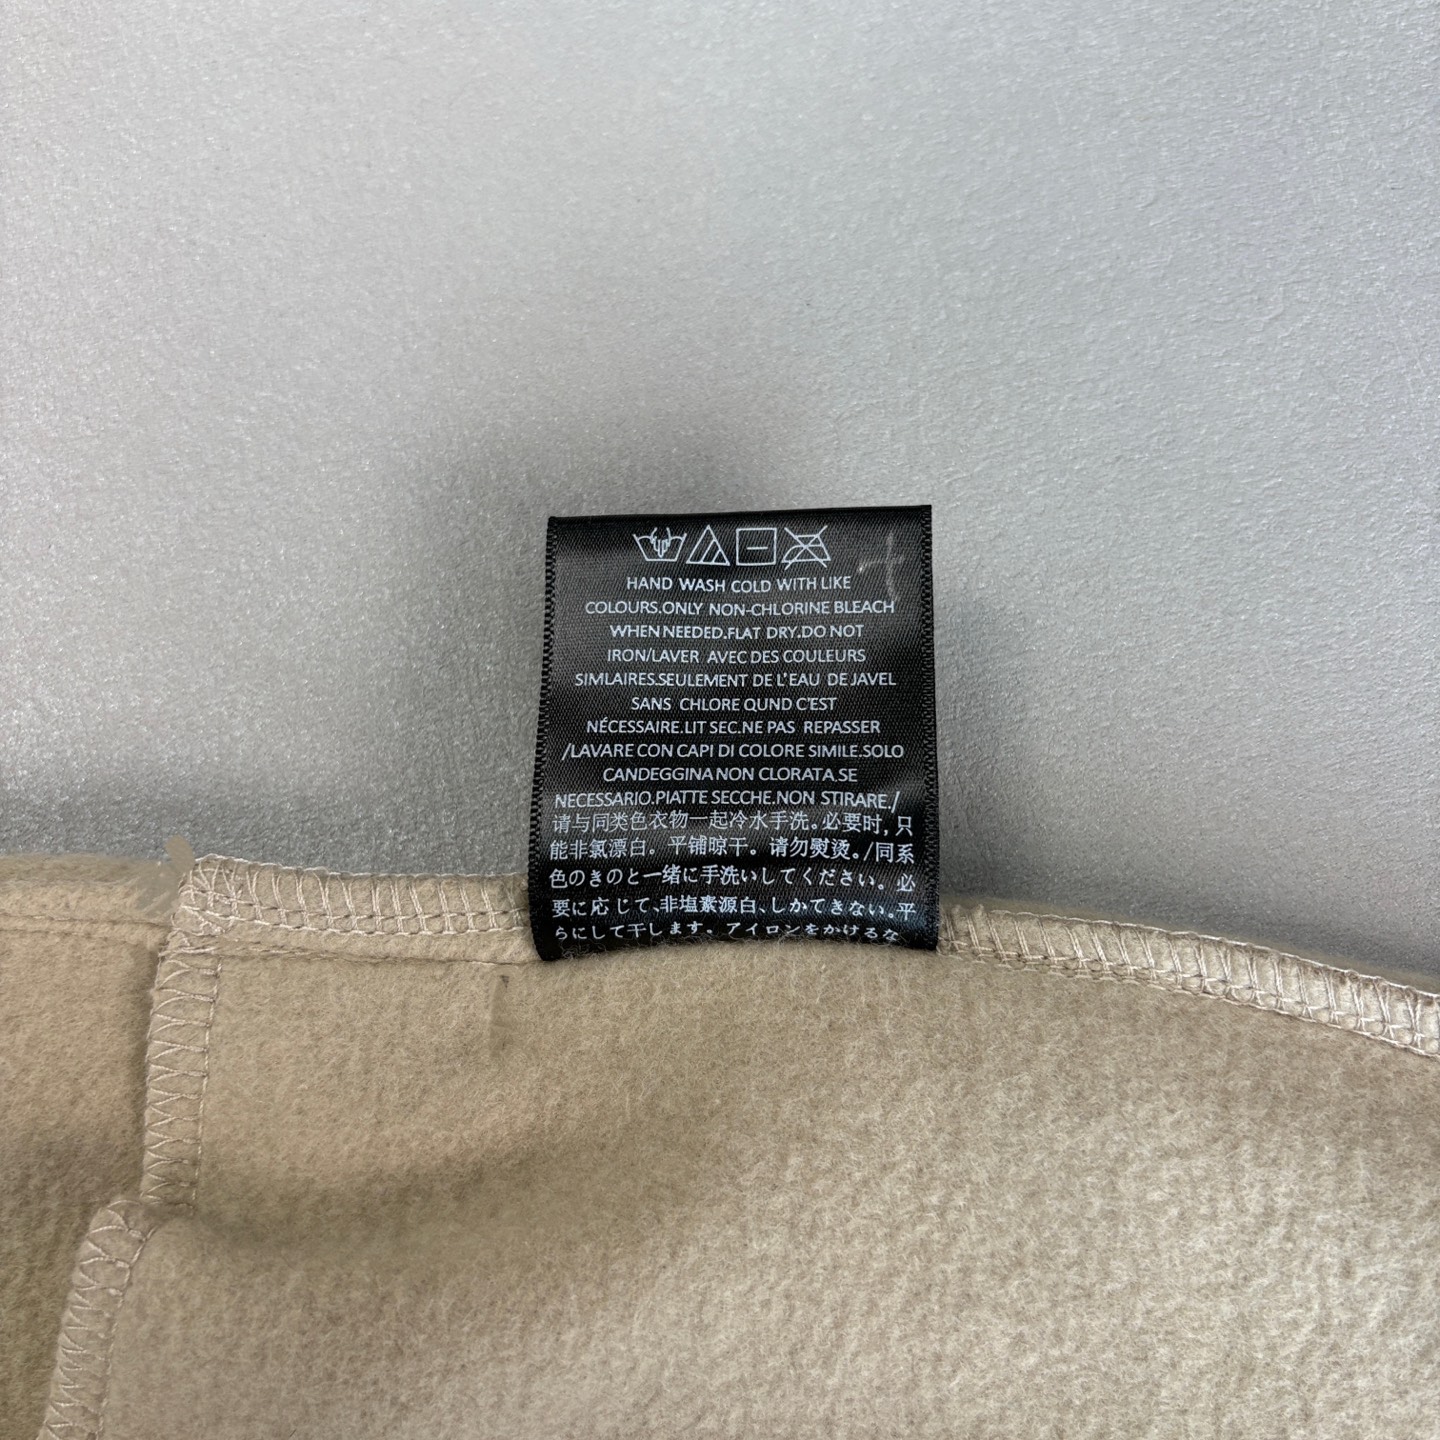 HAND WASH COLD WITH LIKE
COLOURS.ONLY NON-CHLORINE BLEACH
WHEN NEEDED.FLAT DRY.DO NOT
IRON/LAVER AVEC DES COULEURS
SIMLAIRES.SEULEMENT DE L'EAU DE JAVEL
SANS CHLORE QUND C'EST
NÉCESSAIRE.LIT SEC.NE PAS REPASSER
/LAVARE CON CAPI DI COLORE SIMILE.SOLO
CANDEGGINA NON CLORATA.SE
NECESSARIO.PIATTE SECCHE.NON STIRARE./
请与同类色衣物一起冷水手洗。必要时,只
能非氯漂白。平铺晾干。请勿熨烫。/同系
色のきのと一绪に手洗いしてください。必
要に応じて､非塩素源白､しかできない。平
らにして干します。アイロンをかけるな